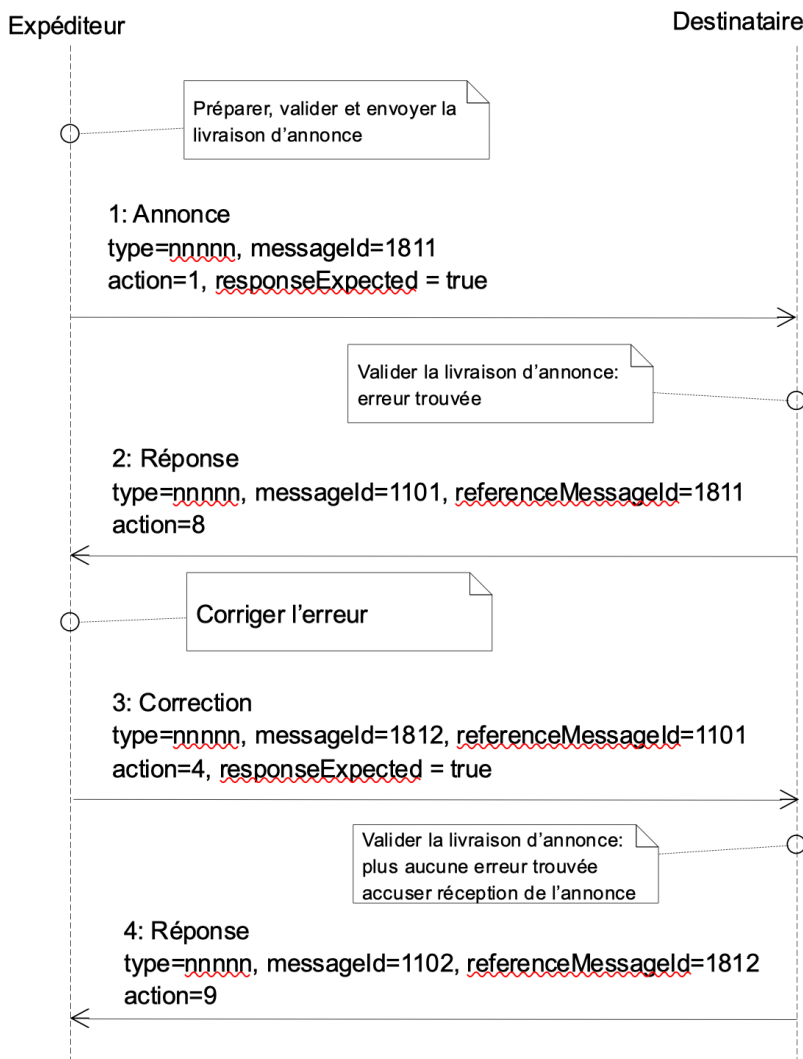 Expéditeur
Destinataire
Préparer, valider et envoyer la
livraison d’annonce
1: Annonce
type=nnnnn, messageId=1811
action=1, responseExpected = true
Valider la livraison d’annonce:
erreur trouvée
2: Réponse
type=nnnnn, messageId=1101, referenceMessageId=1811
action=8
Corriger l’erreur
3: Correction
type=nnnnn, messageId=1812, referenceMessageId=1101
action=4, responseExpected = true
Valider la livraison d’annonce:
plus aucune erreur trouvée
accuser réception de l’annonce
4: Réponse
type=nnnnn, messageId=1102, referenceMessageId=1812
action=9